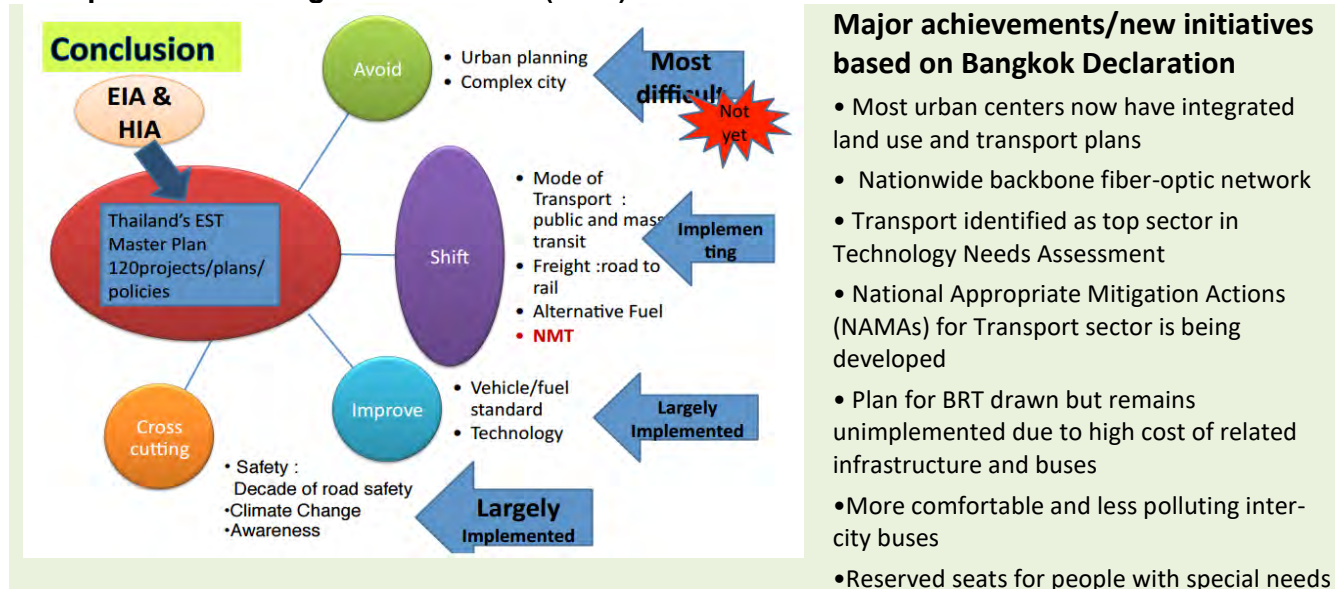 Conclusion
EIA &
HIA
Thailand's EST
Master Plan
120projects/plans/
policies
Avoid
• Urban planning
• Complex city
Most
difficult
Not
yet
Shift
• Mode of
Transport :
public and mass
transit
• Freight :road to
rail
• Alternative Fuel
• NMT
Implemen
ting
Improve
• Vehicle/fuel
standard
• Technology
Largely
Implemented
Cross
cutting
• Safety :
Decade of road safety
•Climate Change
•Awareness
Largely
Implemented
Major achievements/new initiatives
based on Bangkok Declaration
• Most urban centers now have integrated
land use and transport plans
• Nationwide backbone fiber-optic network
• Transport identified as top sector in
Technology Needs Assessment
• National Appropriate Mitigation Actions
(NAMAs) for Transport sector is being
developed
• Plan for BRT drawn but remains
unimplemented due to high cost of related
infrastructure and buses
•More comfortable and less polluting inter-
city buses
•Reserved seats for people with special needs